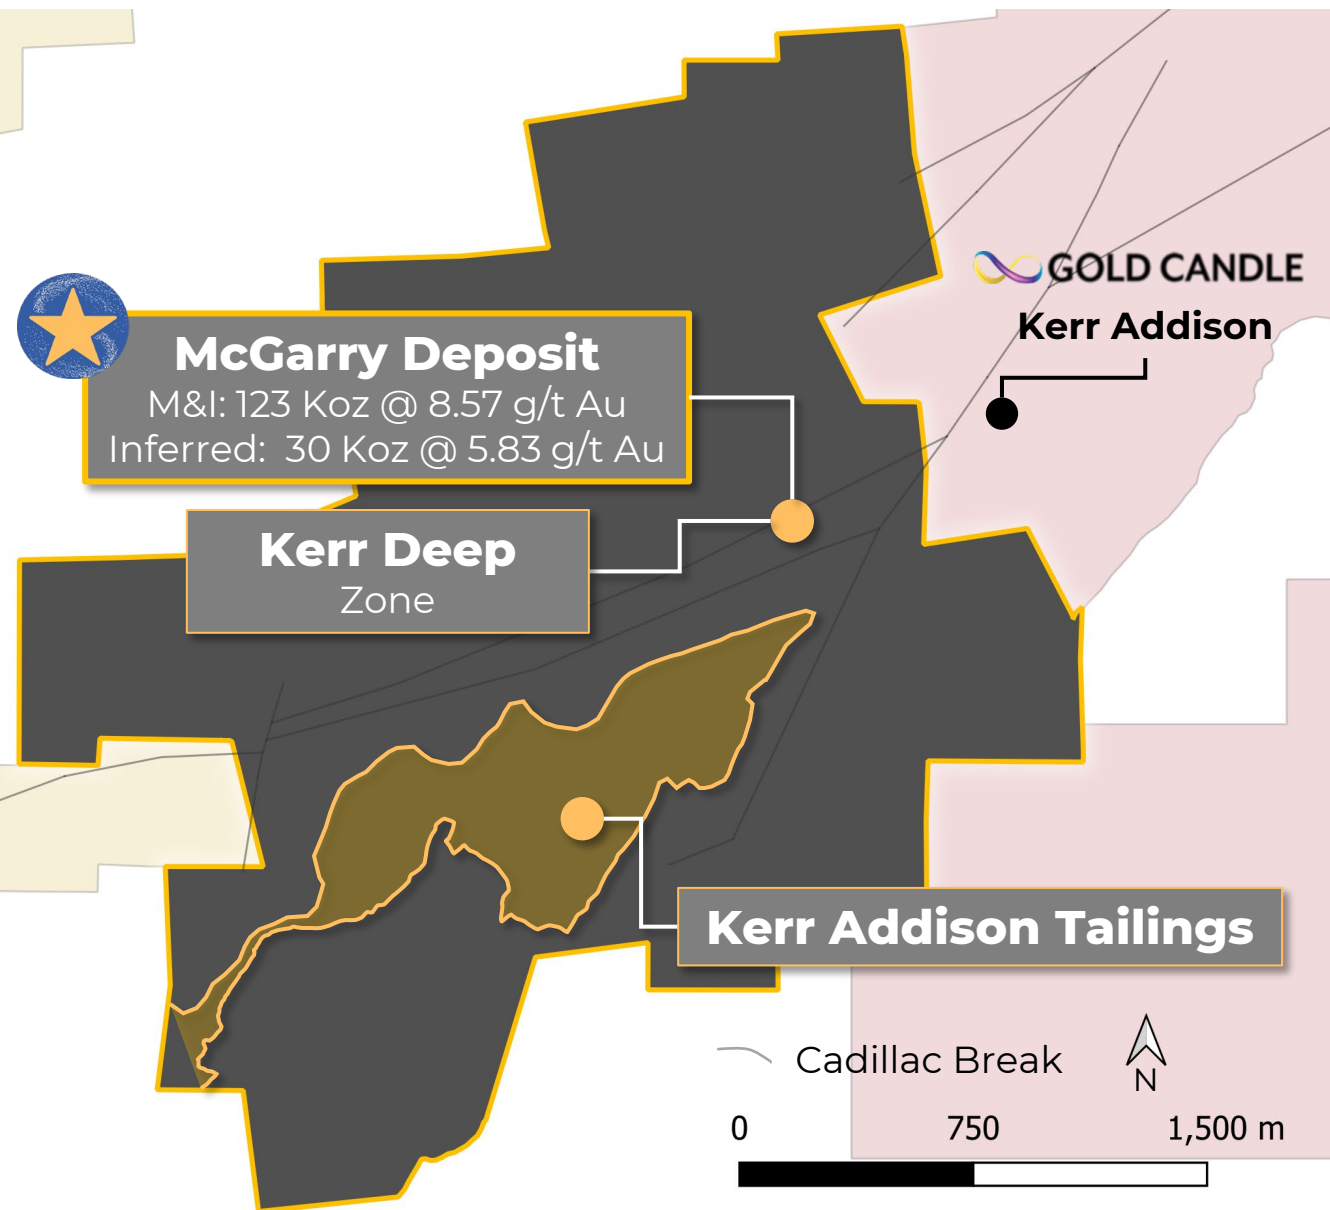 GOLD CANDLE
Kerr Addison
McGarry Deposit
M&I: 123 Koz @ 8.57 g/t Au
Inferred: 30 Koz @ 5.83 g/t Au
Kerr Deep
Zone
Kerr Addison Tailings
Cadillac Break
N
0 750 1,500 m